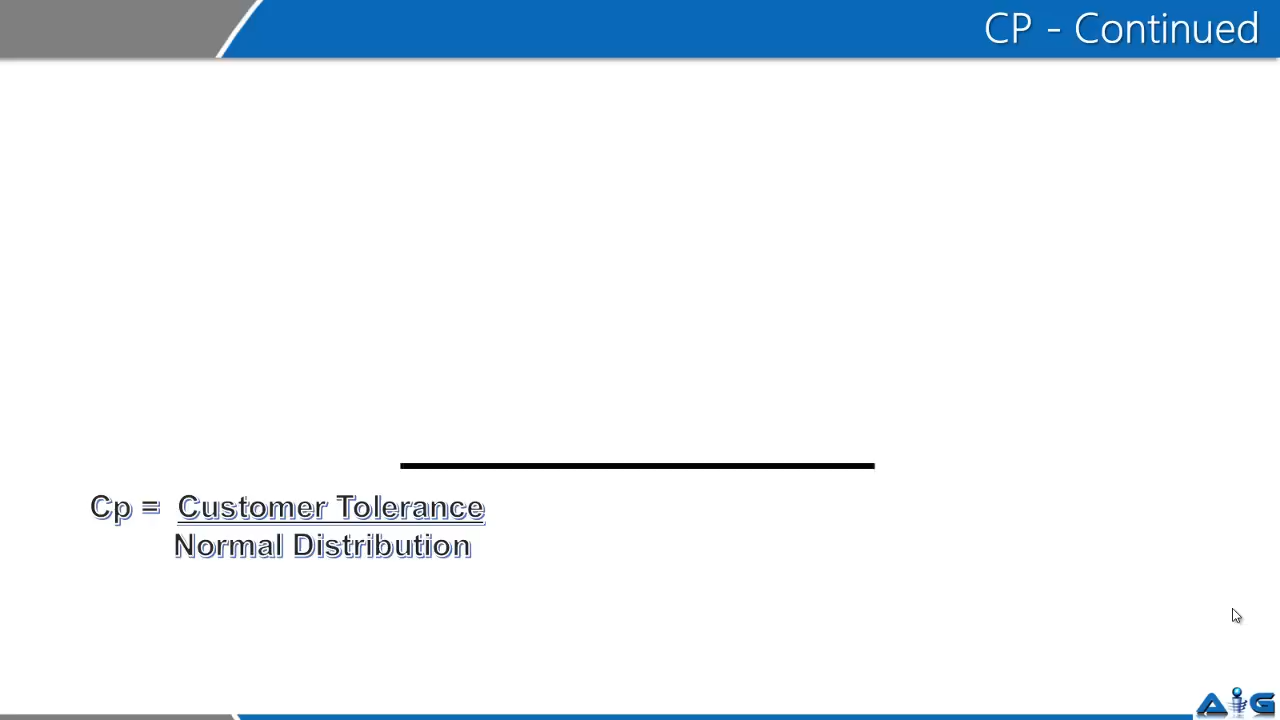 CP - Continued
Cp = Customer Tolerance
Normal Distribution
AiG